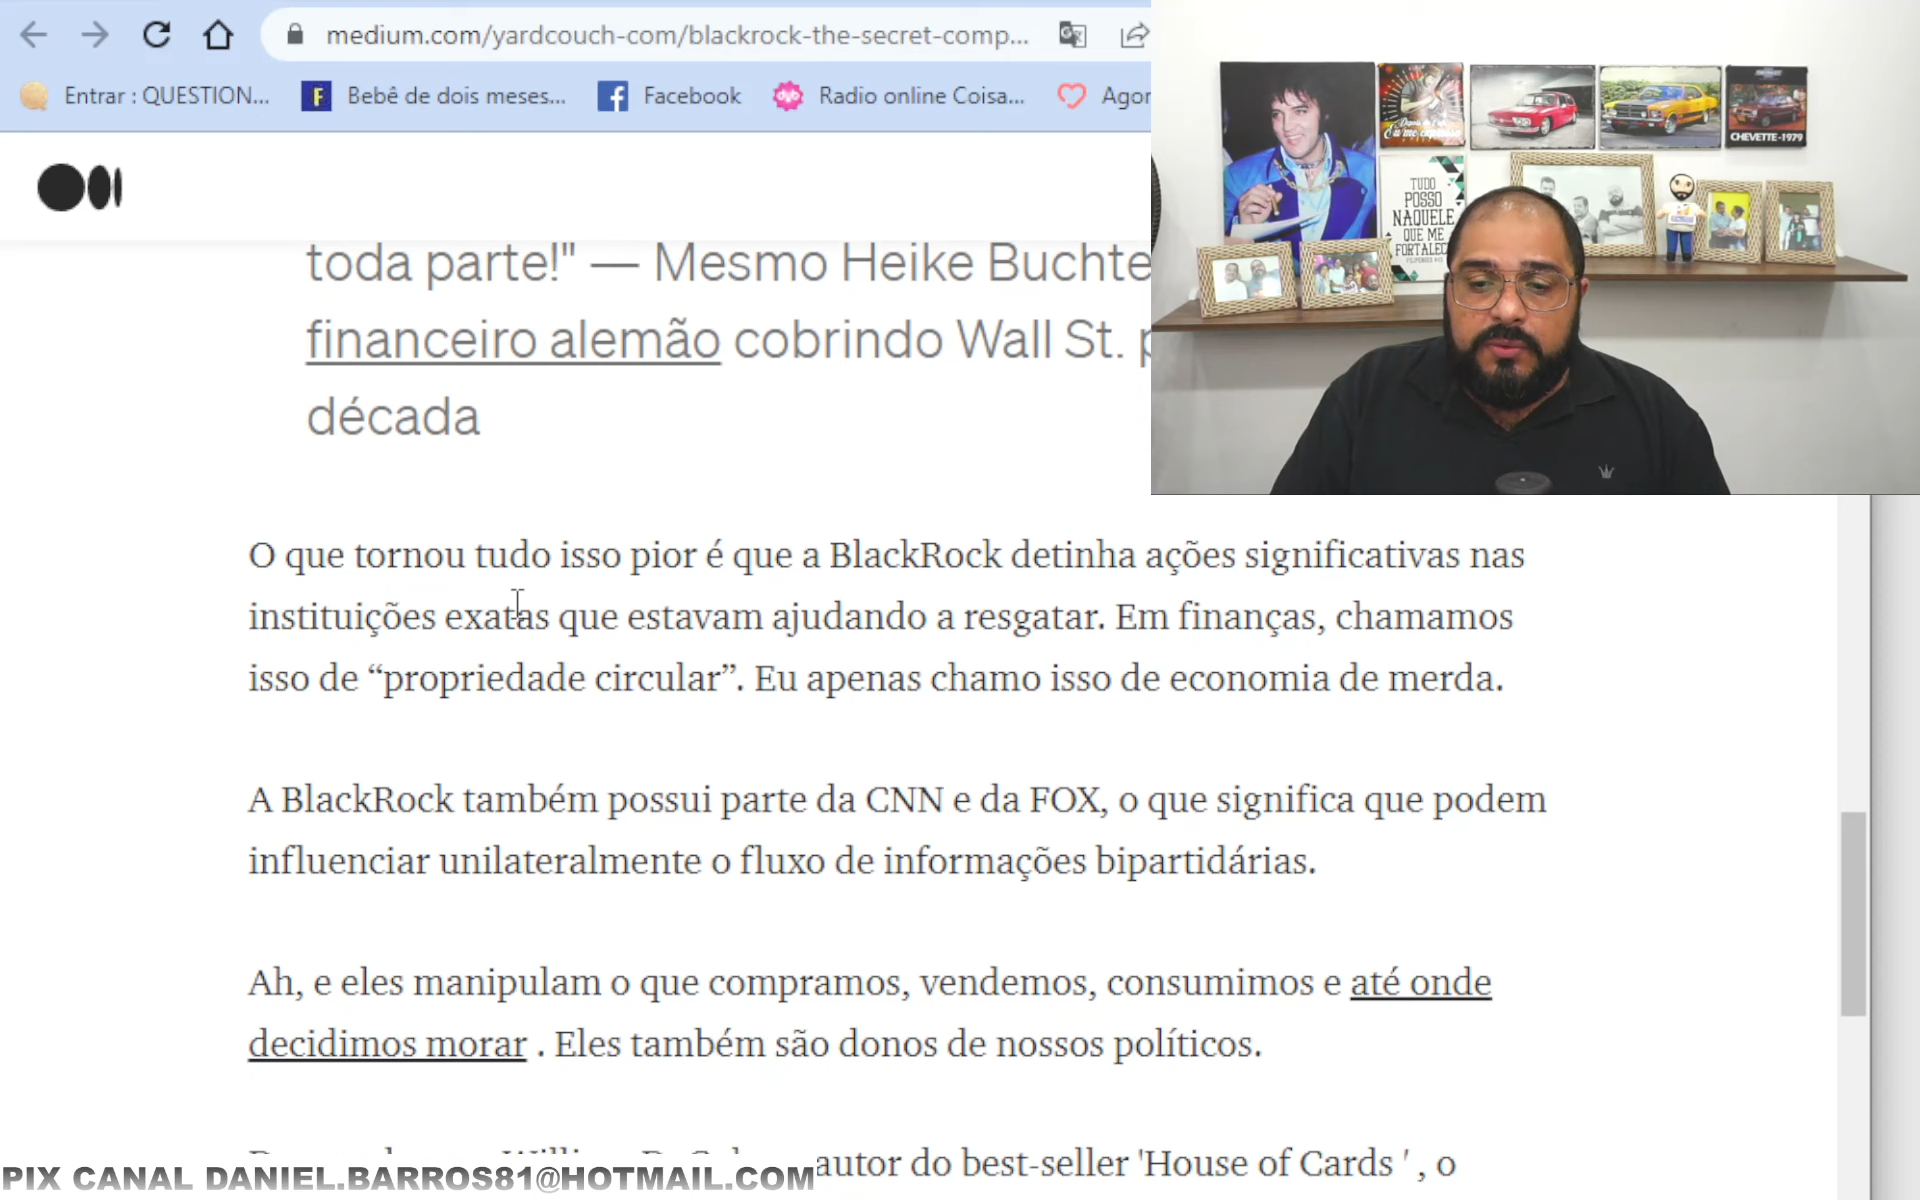 medium.com/yardcouch-com/blackrock-the-secret-comp...
Entrar : QUESTION... Bebê de dois meses... Facebook Radio online Coisa... Agor
toda parte!" — Mesmo Heike Buchte
financeiro alemão cobrindo Wall St. p
década
O que tornou tudo isso pior é que a BlackRock detinha ações significativas nas
instituições exatas que estavam ajudando a resgatar. Em finanças, chamamos
isso de “propriedade circular”. Eu apenas chamo isso de economia de merda.
A BlackRock também possui parte da CNN e da FOX, o que significa que podem
influenciar unilateralmente o fluxo de informações bipartidárias.
Ah, e eles manipulam o que compramos, vendemos, consumimos e até onde
decidimos morar . Eles também são donos de nossos políticos.
autor do best-seller 'House of Cards ' , o
PIX CANAL DANIEL.BARROS81@HOTMAIL.COM
CHEVETTE-1979
TUDO
POSSO
NAQUELE
QUE ME
FORTALEC